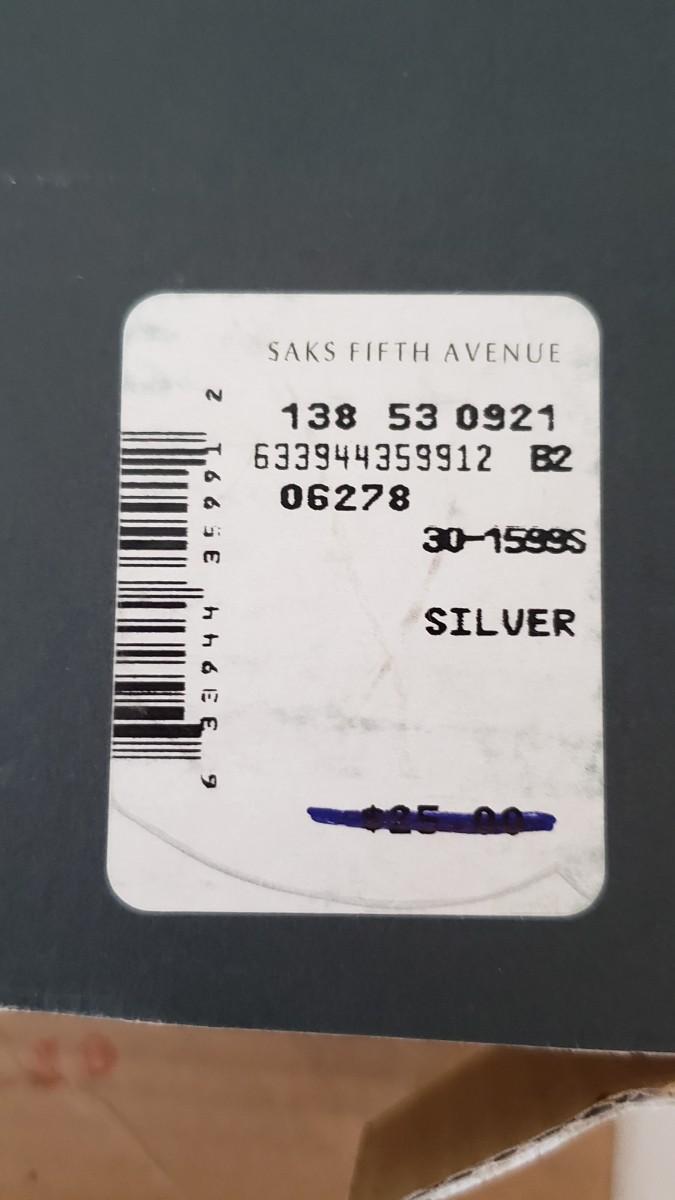 SAKS FIFTH AVENUE
138 53 0921
633944359912 B2
06278
30-1599S
SILVER
$25.00
6 33944 35991 2